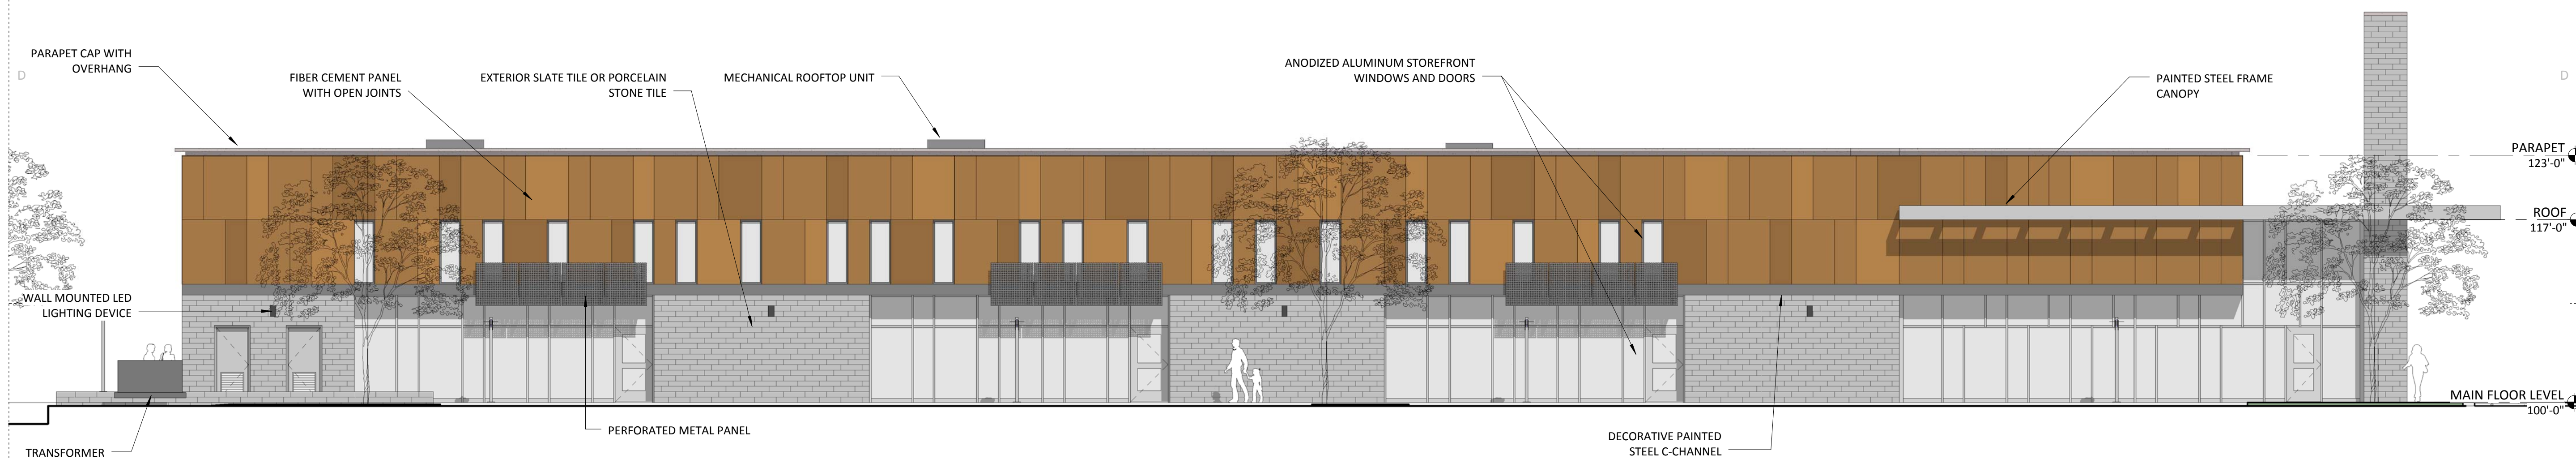 PARAPET CAP WITH
OVERHANG
D
FIBER CEMENT PANEL
WITH OPEN JOINTS
EXTERIOR SLATE TILE OR PORCELAIN
STONE TILE
MECHANICAL ROOFTOP UNIT
ANODIZED ALUMINUM STOREFRONT
WINDOWS AND DOORS
PAINTED STEEL FRAME
CANOPY
D
PARAPET
123'-0"
ROOF
117'-0"
WALL MOUNTED LED
LIGHTING DEVICE
MAIN FLOOR LEVEL
100'-0"
TRANSFORMER
PERFORATED METAL PANEL
DECORATIVE PAINTED
STEEL C-CHANNEL